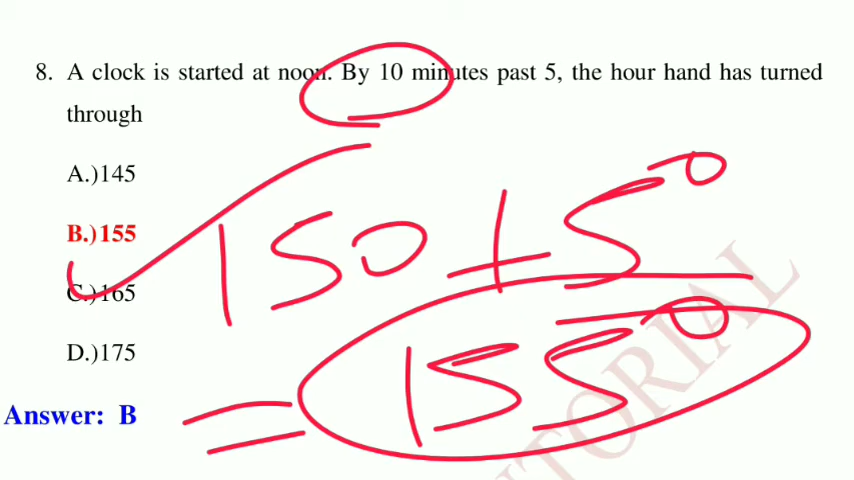 8. A clock is started at noon. By 10 minutes past 5, the hour hand has turned
through
A.)145
B.)155
150+5°
C.)165
D.)175
=155°
Answer: B